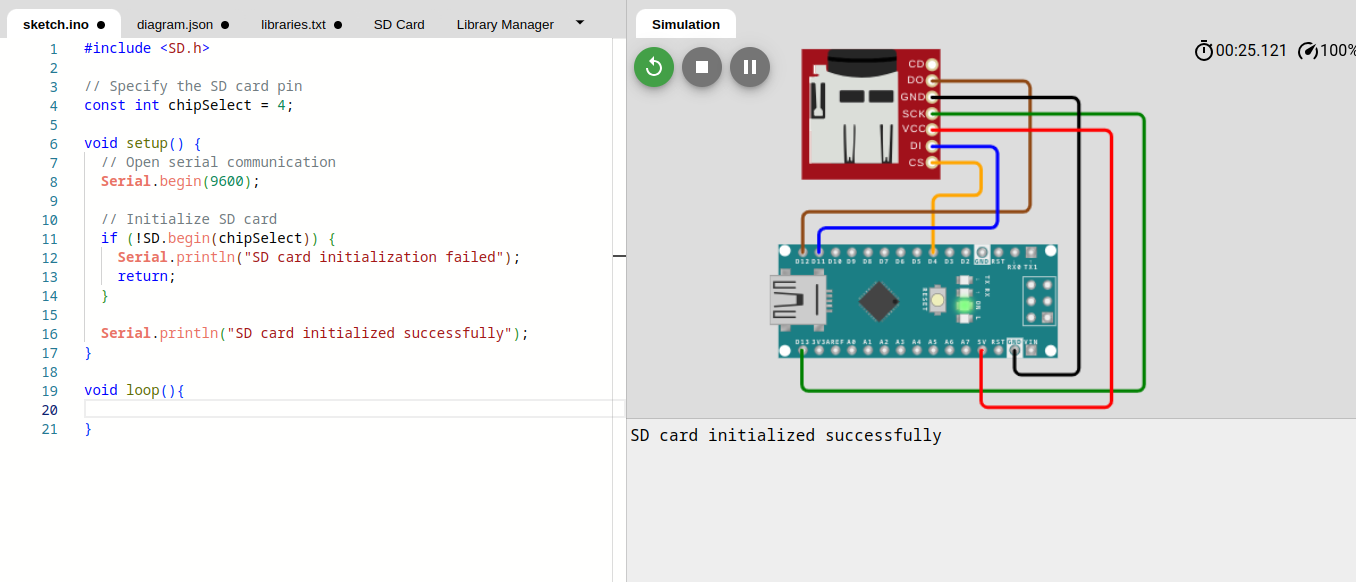 sketch.ino diagram.json libraries.txt SD Card Library Manager
1 #include <SD.h>
2
3 // Specify the SD card pin
4 const int chipSelect = 4;
5
6 void setup() {
7 // Open serial communication
8 Serial.begin(9600);
9
10 // Initialize SD card
11 if (!SD.begin(chipSelect)) {
12 Serial.println("SD card initialization failed");
13 return;
14 }
15
16 Serial.println("SD card initialized successfully");
17 }
18
19 void loop(){
20
21 }
Simulation
00:25.121 100%
CD
DO
GND
SCK
VCC
DI
CS
D12 D11 D10 D9 D8 D7 D6 D5 D4 D3 D2 GND RST RX0 TX1
RESET
TX RX
ON L
D13 3V3 AREF A0 A1 A2 A3 A4 A5 A6 A7 5V RST GND VIN
SD card initialized successfully